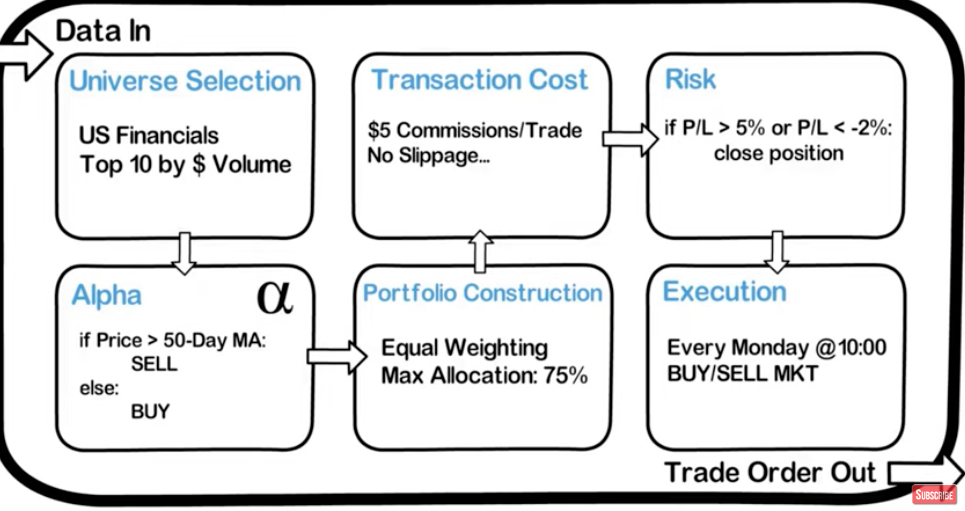 Data In
Universe Selection
US Financials
Top 10 by $ Volume
Alpha
α
if Price > 50-Day MA:
SELL
else:
BUY
Portfolio Construction
Equal Weighting
Max Allocation: 75%
Transaction Cost
$5 Commissions/Trade
No Slippage...
Risk
if P/L > 5% or P/L < -2%:
close position
Execution
Every Monday @10:00
BUY/SELL MKT
Trade Order Out
SUBSCRIBE